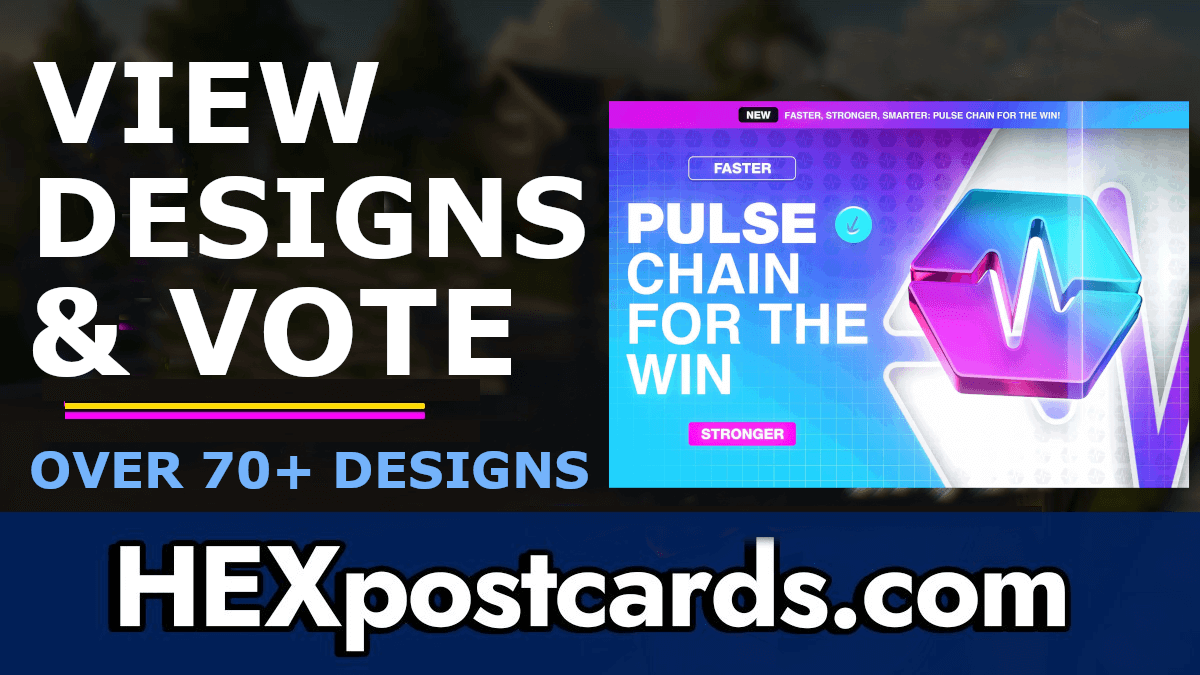 VIEW
DESIGNS
& VOTE
OVER 70+ DESIGNS
NEW FASTER, STRONGER, SMARTER: PULSE CHAIN FOR THE WIN!
FASTER
PULSE
CHAIN
FOR THE
WIN
STRONGER
HEXpostcards.com